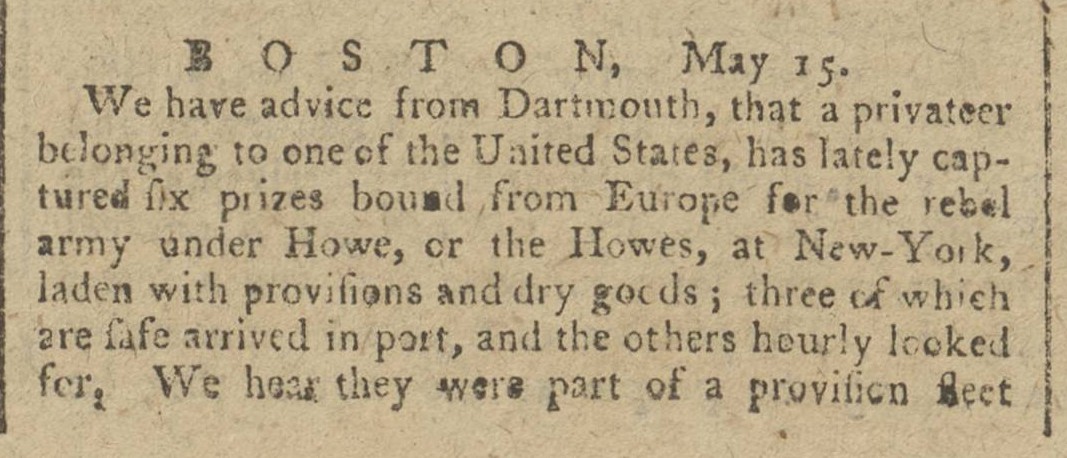 BOSTON, May 15.
We have advice from Dartmouth, that a privateer
belonging to one of the United States, has lately cap-
tured ſix prizes bound from Europe for the rebel
army under Howe, or the Howes, at New-York,
laden with proviſions and dry goods; three of which
are ſafe arrived in port, and the others hourly looked
for. We hear they were part of a proviſion fleet